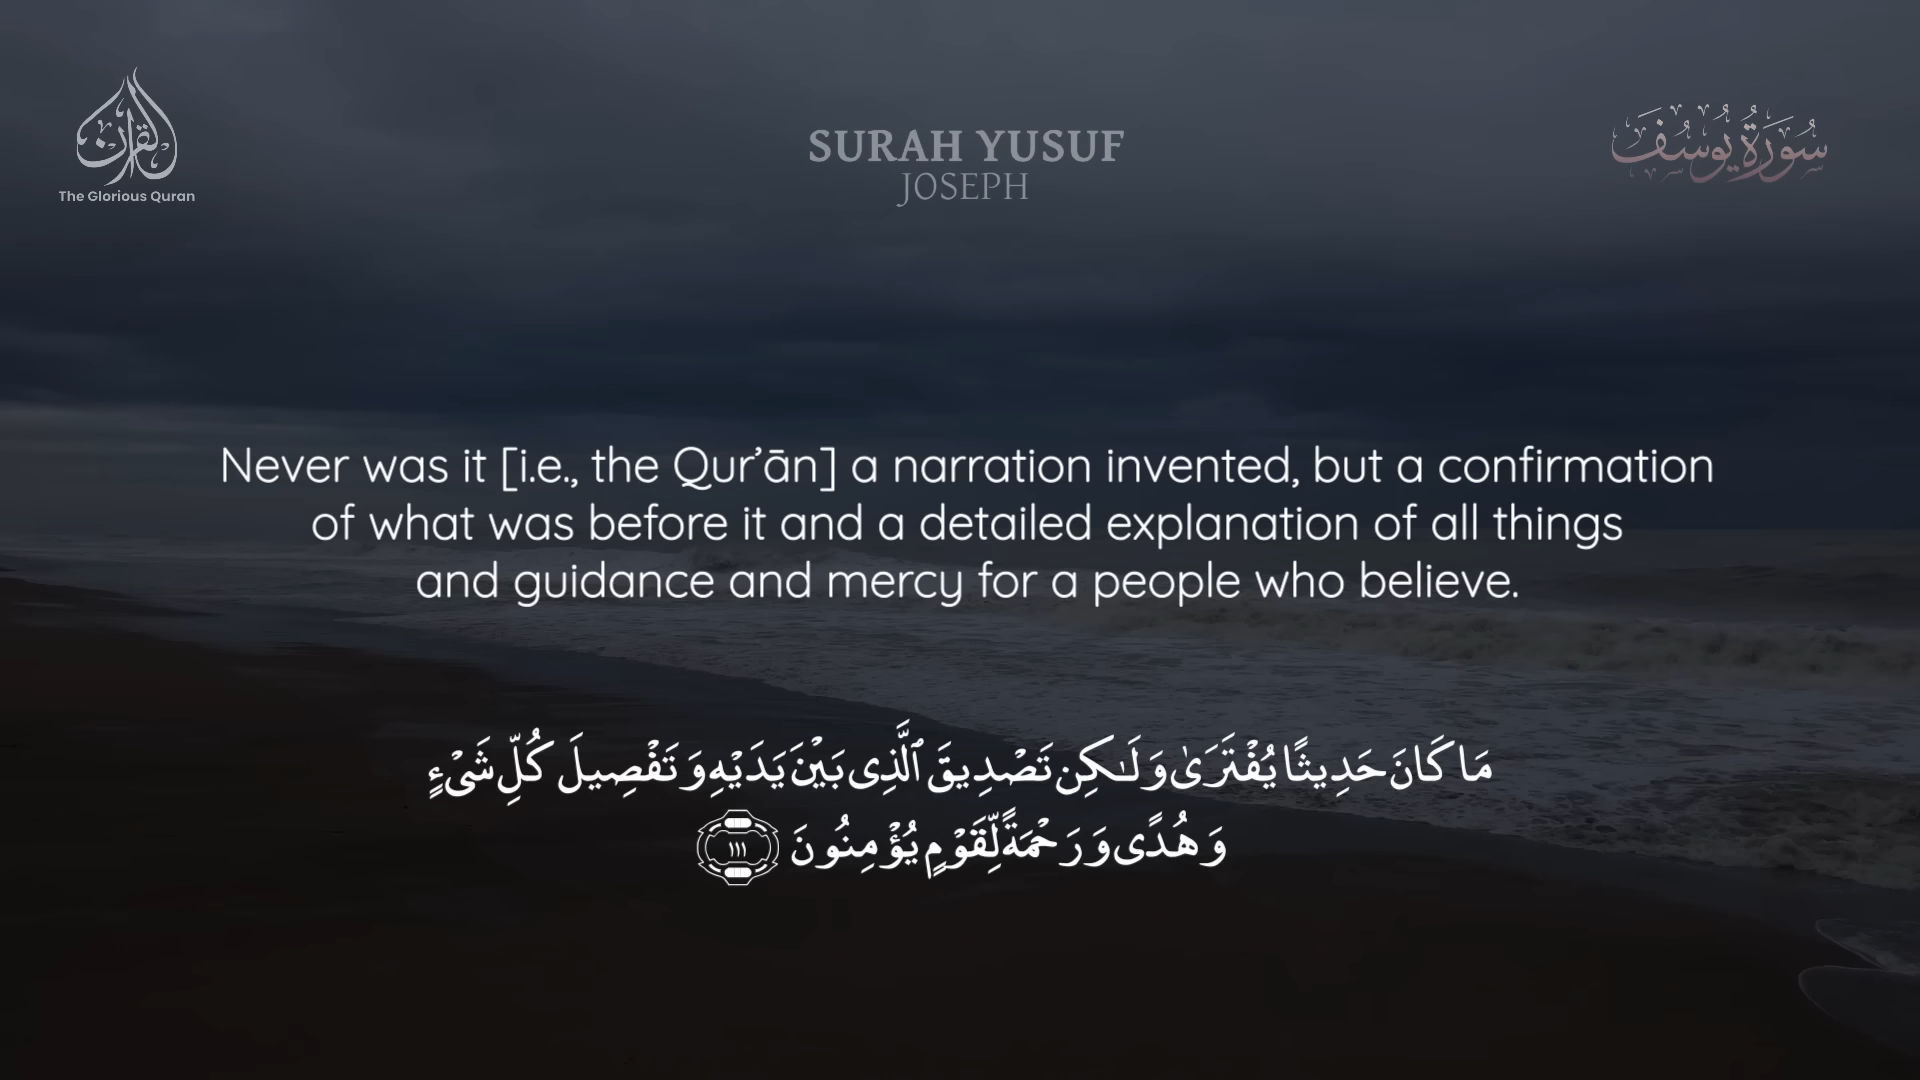 القرآن
The Glorious Quran
SURAH YUSUF
JOSEPH
سُورَةُ يُوسُفَ
Never was it [i.e., the Qur’ān] a narration invented, but a confirmation
of what was before it and a detailed explanation of all things
and guidance and mercy for a people who believe.
مَا كَانَ حَدِيثًا يُفْتَرَىٰ وَلَـٰكِن تَصْدِيقَ ٱلَّذِى بَيْنَ يَدَيْهِ وَتَفْصِيلَ كُلِّ شَىْءٍ
وَهُدًى وَرَحْمَةً لِّقَوْمٍ يُؤْمِنُونَ ١١١